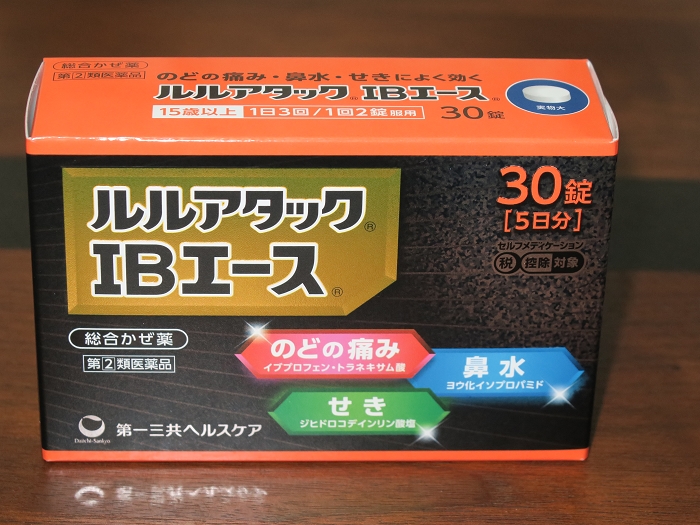 総合かぜ薬
第②類医薬品
のどの痛み・鼻水・せきによく効く
ルルアタック® IBエース®
15歳以上 1日3回/1回2錠服用 30錠
実物大
ルルアタック®
IBエース®
30錠
[5日分]
セルフメディケーション
税 控除 対象
総合かぜ薬
第②類医薬品
のどの痛み
イブプロフェン・トラネキサム酸
鼻水
ヨウ化イソプロパミド
せき
ジヒドロコデインリン酸塩
Daiichi-Sankyo
第一三共ヘルスケア